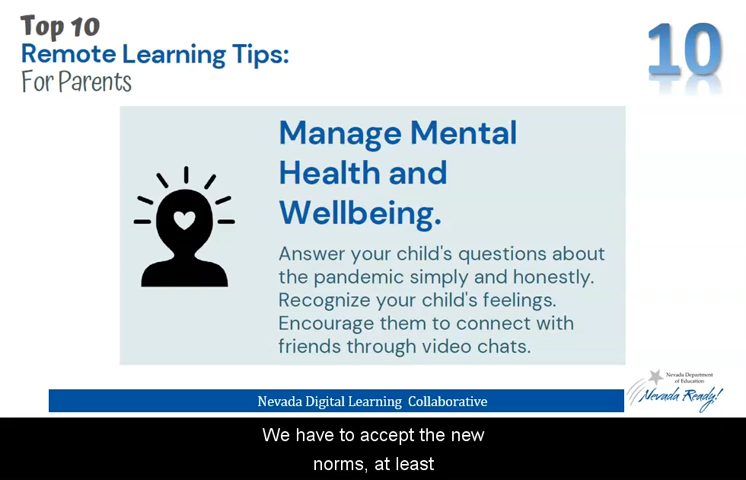 Top 10
Remote Learning Tips:
For Parents
10
Manage Mental
Health and
Wellbeing.
Answer your child's questions about
the pandemic simply and honestly.
Recognize your child's feelings.
Encourage them to connect with
friends through video chats.
Nevada Digital Learning Collaborative
Nevada Department
of Education
Nevada Ready!
We have to accept the new
norms, at least